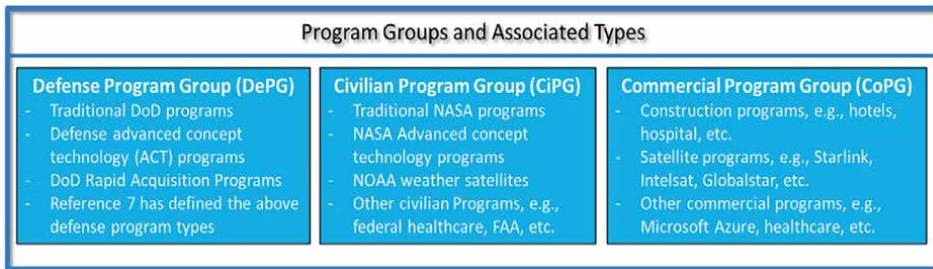 Program Groups and Associated Types
Defense Program Group (DePG)
- Traditional DoD programs
- Defense advanced concept
technology (ACT) programs
- DoD Rapid Acquisition Programs
- Reference 7 has defined the above
defense program types
Civilian Program Group (CiPG)
- Traditional NASA programs
- NASA Advanced concept
technology programs
- NOAA weather satellites
- Other civilian Programs, e.g.,
federal healthcare, FAA, etc.
Commercial Program Group (CoPG)
- Construction programs, e.g., hotels,
hospital, etc.
- Satellite programs, e.g., Starlink,
Intelsat, Globalstar, etc.
- Other commercial programs, e.g.,
Microsoft Azure, healthcare, etc.